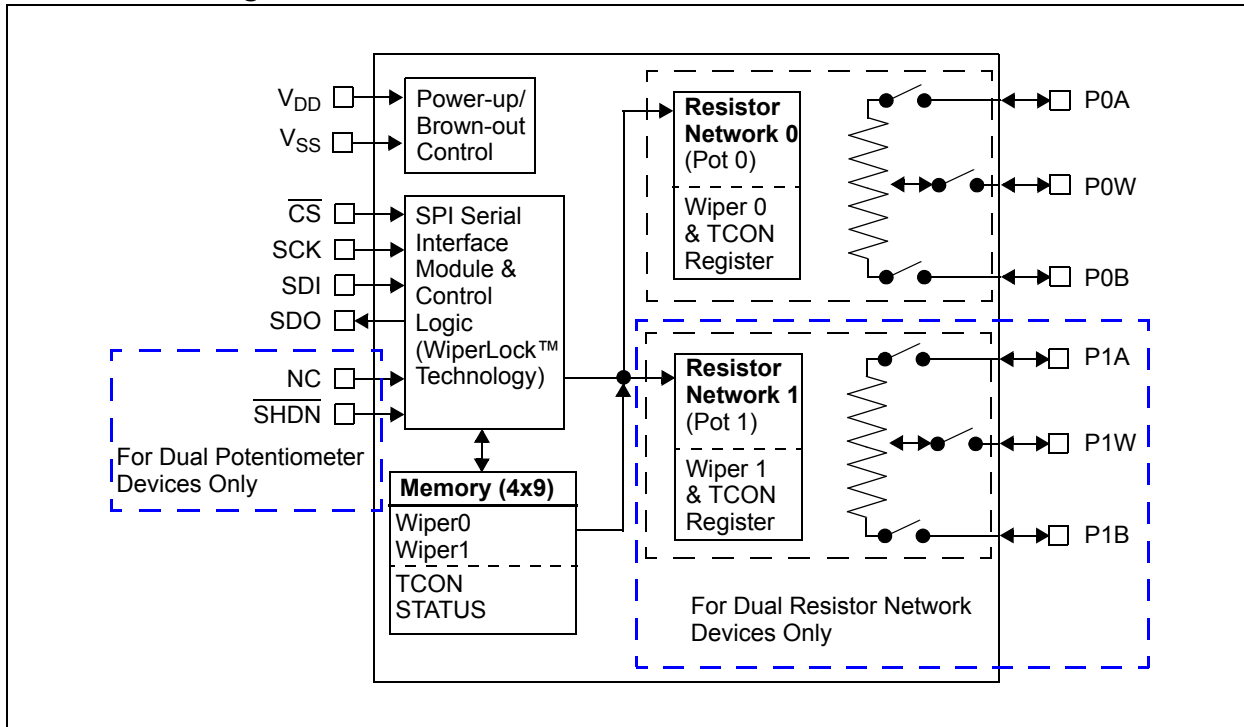 V_DD
V_SS
Power-up/
Brown-out
Control
CS
SCK
SDI
SDO
NC
SHDN
SPI Serial
Interface
Module &
Control
Logic
(WiperLock™
Technology)
For Dual Potentiometer
Devices Only
Memory (4x9)
Wiper0
Wiper1
TCON
STATUS
Resistor
Network 0
(Pot 0)
Wiper 0
& TCON
Register
P0A
P0W
P0B
Resistor
Network 1
(Pot 1)
Wiper 1
& TCON
Register
P1A
P1W
P1B
For Dual Resistor Network
Devices Only